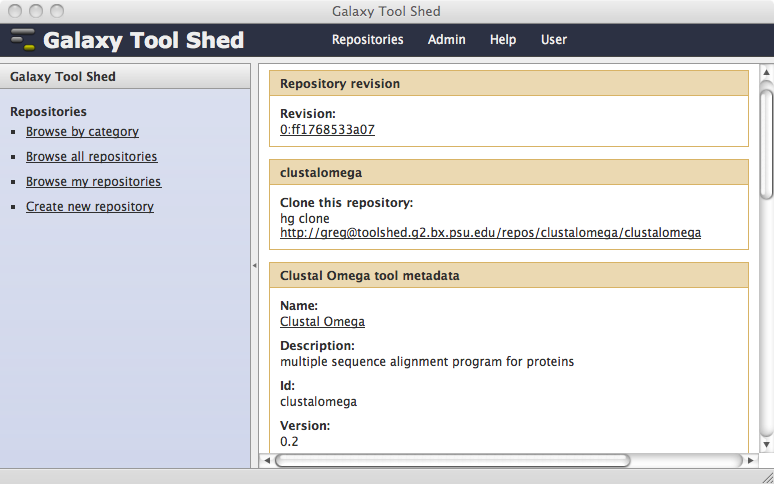 Galaxy Tool Shed
Galaxy Tool Shed
Repositories Admin Help User
Galaxy Tool Shed
Repositories
Browse by category
Browse all repositories
Browse my repositories
Create new repository
Repository revision
Revision:
0:ff1768533a07
clustalomega
Clone this repository:
hg clone
http://greg@toolshed.g2.bx.psu.edu/repos/clustalomega/clustalomega
Clustal Omega tool metadata
Name:
Clustal Omega
Description:
multiple sequence alignment program for proteins
Id:
clustalomega
Version:
0.2